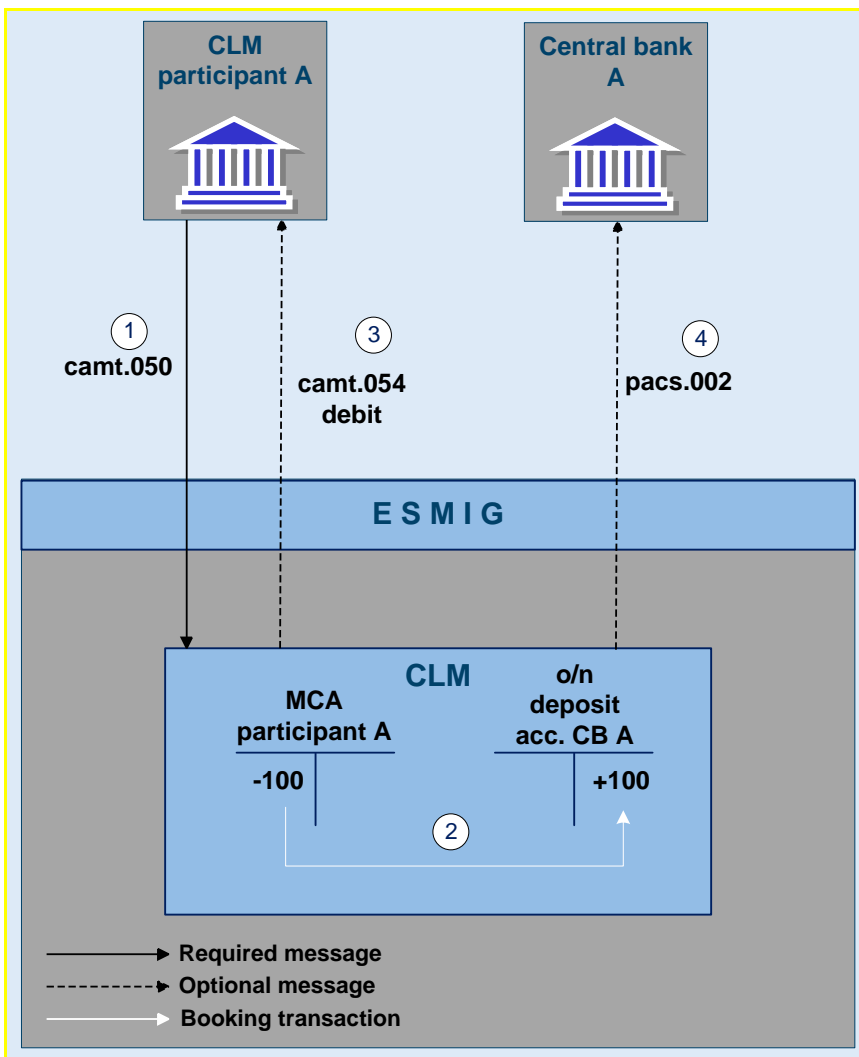 CLM
participant A
Central bank
A
1
camt.050
3
camt.054
debit
4
pacs.002
E S M I G
CLM
MCA
participant A
o/n
deposit
acc. CB A
-100
+100
2
Required message
Optional message
Booking transaction